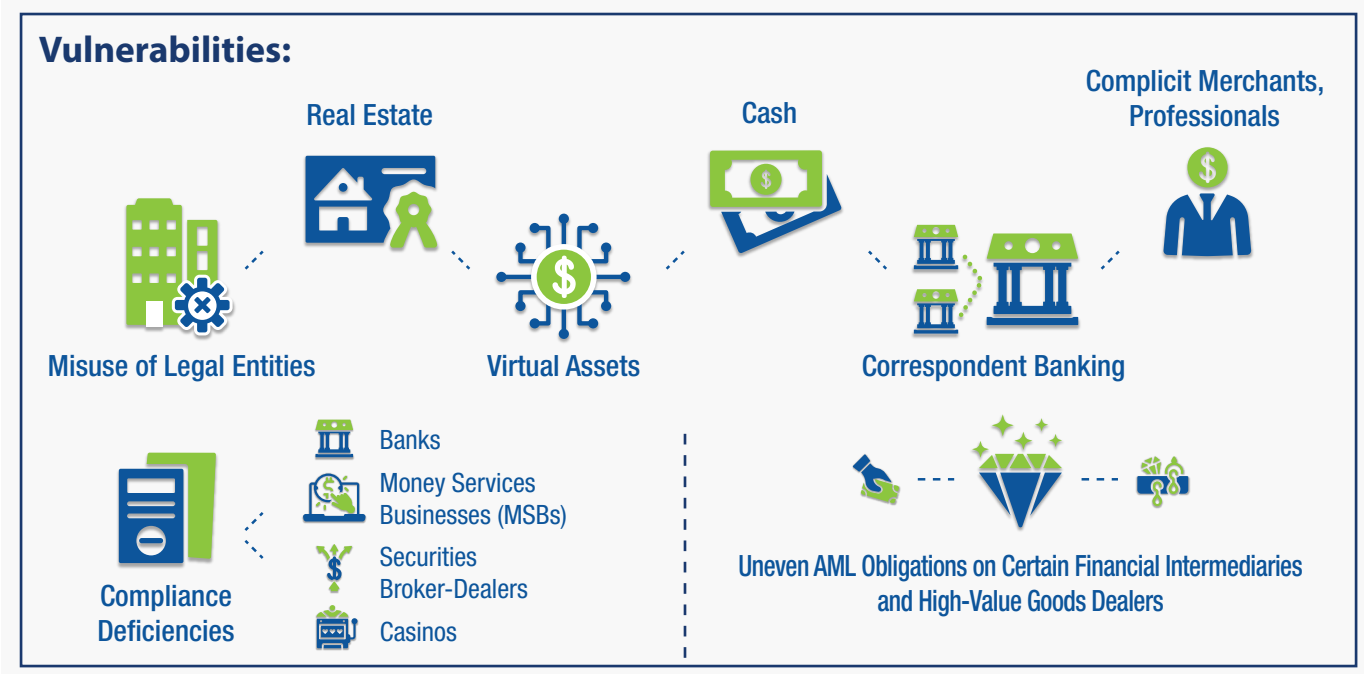 Vulnerabilities:
Real Estate
Cash
Complicit Merchants,
Professionals
Misuse of Legal Entities
Virtual Assets
Correspondent Banking
Compliance
Deficiencies
Banks
Money Services
Businesses (MSBs)
Securities
Broker-Dealers
Casinos
Uneven AML Obligations on Certain Financial Intermediaries
and High-Value Goods Dealers